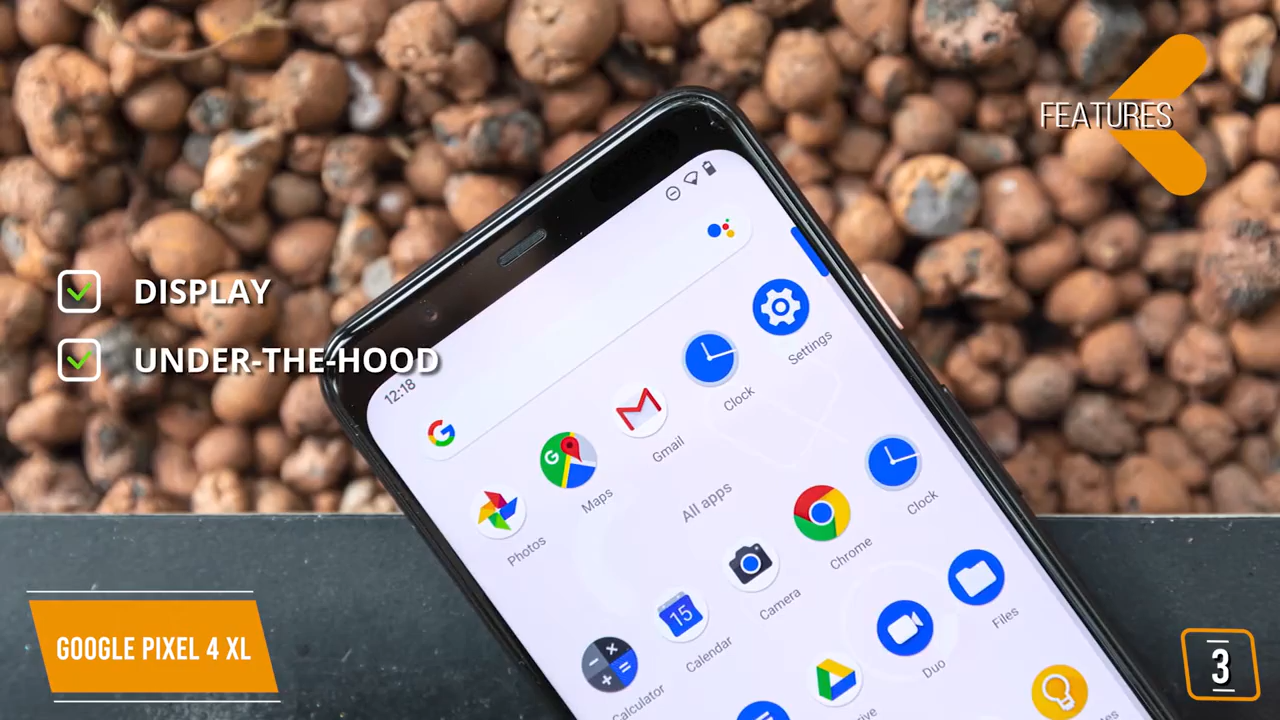 FEATURES
DISPLAY
UNDER-THE-HOOD
12:18
G
Settings
Clock
Gmail
Maps
Photos
All apps
Clock
Chrome
Camera
15
Calendar
Calculator
Files
Duo
GOOGLE PIXEL 4 XL
3